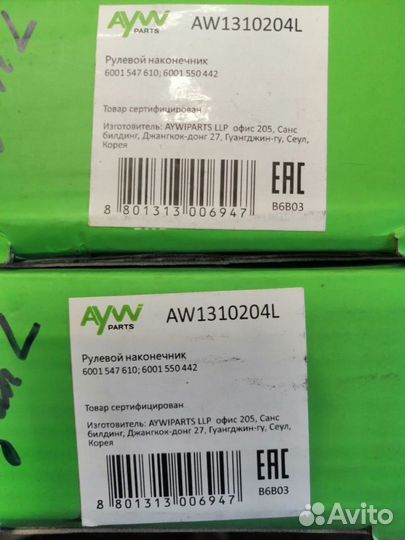 AYWI PARTS
AW1310204L
Рулевой наконечник
6001 547 610; 6001 550 442
Товар сертифицирован
Изготовитель: AYWIPARTS LLP офис 205, Санс
билдинг, Джангкок-донг 27, Гуангджин-гу, Сеул,
Корея
EAC
B6B03
8 801313 006947
AYWI PARTS
AW1310204L
Рулевой наконечник
6001 547 610; 6001 550 442
Товар сертифицирован
Изготовитель: AYWIPARTS LLP офис 205, Санс
билдинг, Джангкок-донг 27, Гуангджин-гу, Сеул,
Корея
EAC
B6B03
8 801313 006947
Avito